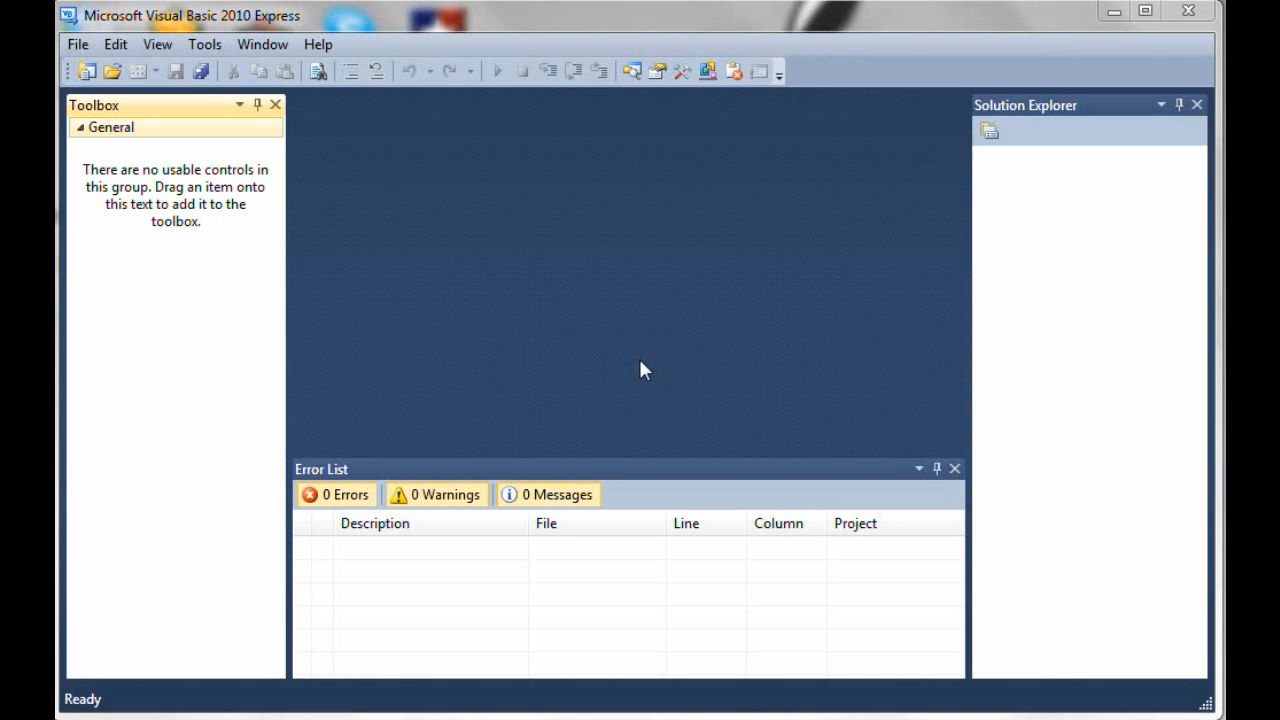 Microsoft Visual Basic 2010 Express
File Edit View Tools Window Help
Toolbox
General
There are no usable controls in
this group. Drag an item onto
this text to add it to the
toolbox.
Solution Explorer
Error List
0 Errors 0 Warnings 0 Messages
Description File Line Column Project
Ready